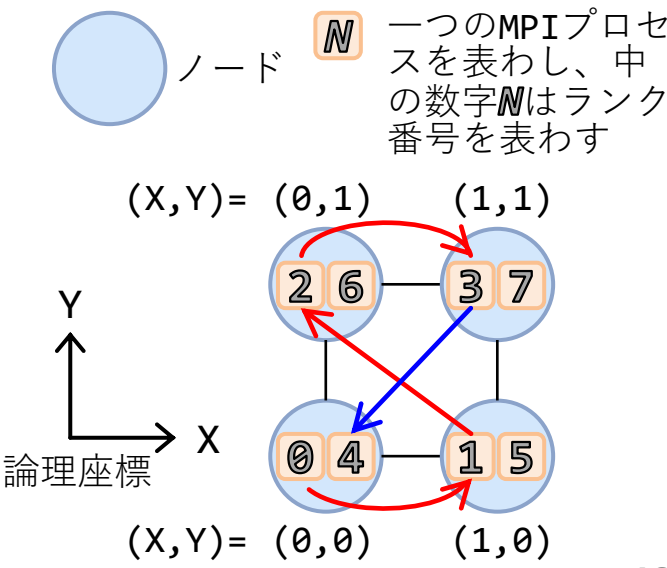 ノード
N
一つのMPIプロセ
スを表わし、中
の数字Nはランク
番号を表わす
(X,Y)= (0,1) (1,1)
2 6 3 7
Y
X
0 4 1 5
論理座標
(X,Y)= (0,0) (1,0)